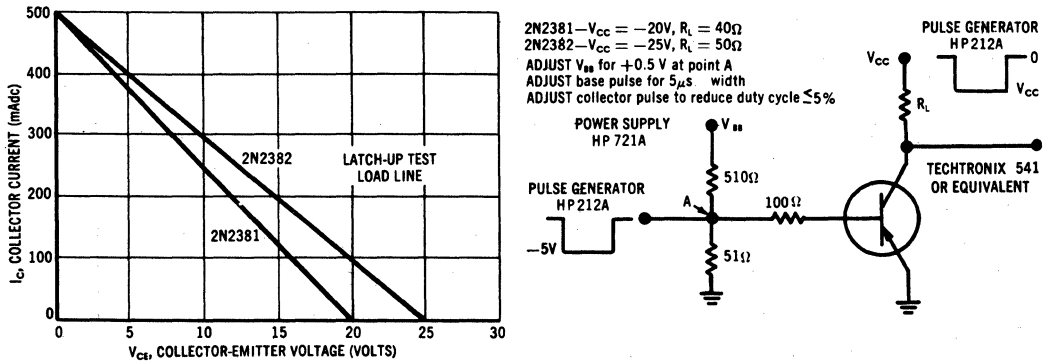 500
400
300
200
100
0
0
5
10
15
20
25
30
I_C, COLLECTOR CURRENT (mAdc)
V_CE, COLLECTOR-EMITTER VOLTAGE (VOLTS)
2N2382
2N2381
LATCH-UP TEST
LOAD LINE
2N2381—V_CC = —20V, R_L = 40Ω
2N2382—V_CC = —25V, R_L = 50Ω
ADJUST V_BB for +0.5 V at point A
ADJUST base pulse for 5μs width
ADJUST collector pulse to reduce duty cycle ≦5%
POWER SUPPLY
HP 721A
V_BB
510Ω
PULSE GENERATOR
HP212A
—5V
A
100Ω
51Ω
PULSE GENERATOR
HP212A
V_CC
0
V_CC
R_L
TECHTRONIX 541
OR EQUIVALENT